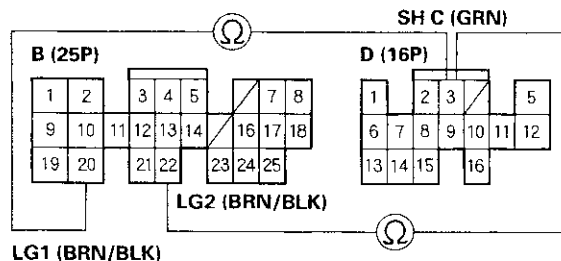 SH C (GRN)
Ω
B (25P)
D (16P)
1 2 3 4 5 7 8
9 10 11 12 13 14 16 17 18
19 20 21 22 23 24 25
1 2 3 5
6 7 8 9 10 11 12
13 14 15 16
LG2 (BRN/BLK)
Ω
LG1 (BRN/BLK)